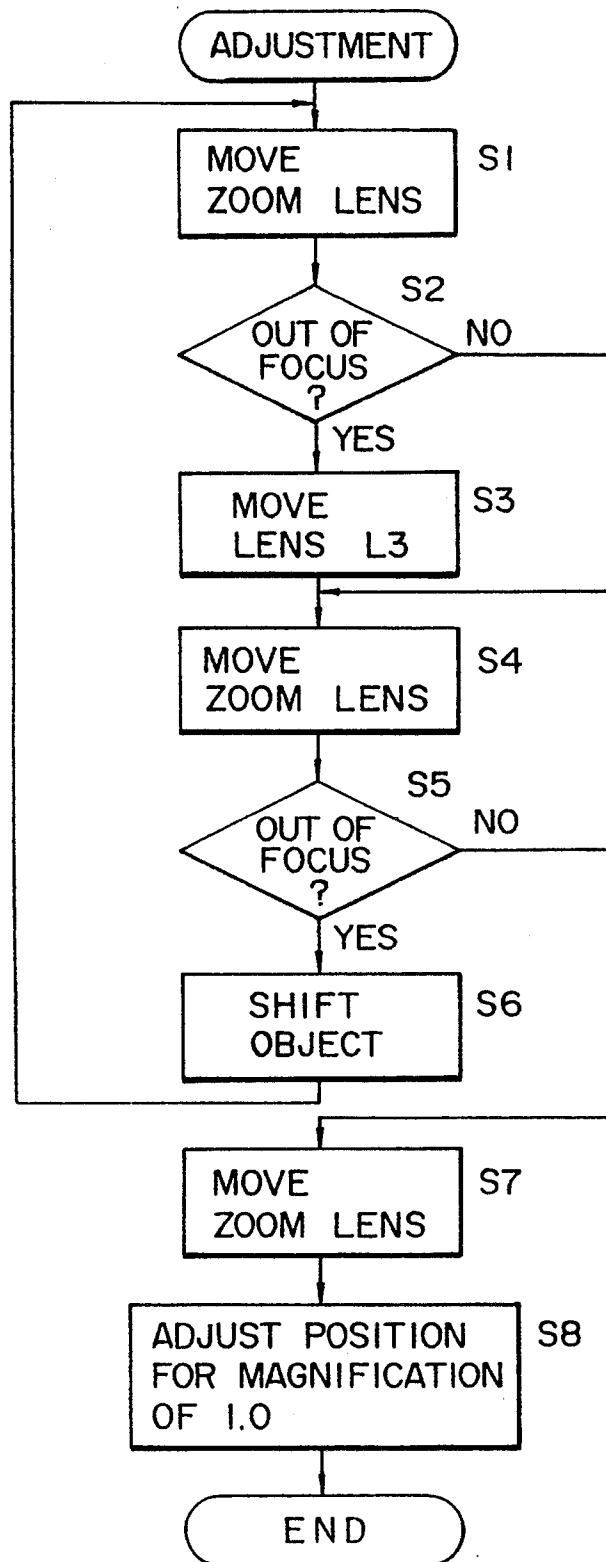 ADJUSTMENT
MOVE
ZOOM LENS
S1
S2
OUT OF
FOCUS
?
NO
YES
MOVE
LENS L3
S3
MOVE
ZOOM LENS
S4
S5
OUT OF
FOCUS
?
NO
YES
SHIFT
OBJECT
S6
MOVE
ZOOM LENS
S7
ADJUST POSITION
FOR MAGNIFICATION
OF 1.0
S8
END